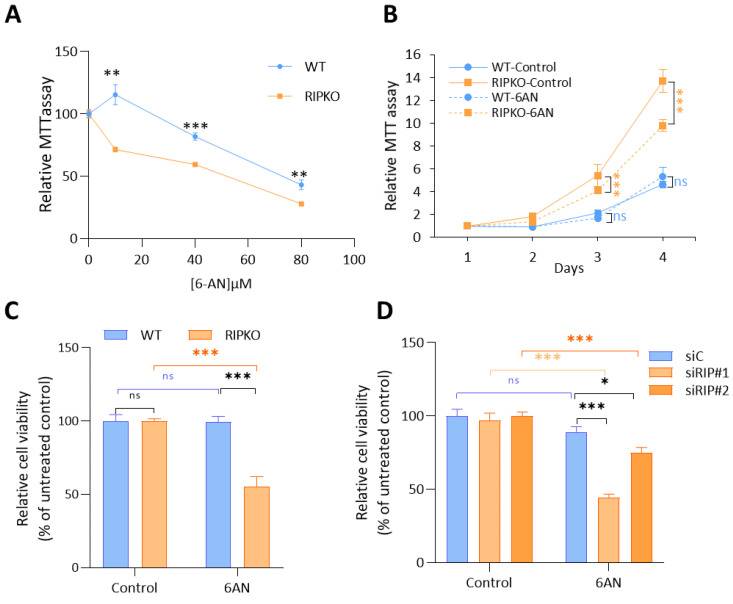 A
150
100
50
0
Relative MTTassay
**
***
**
WT
RIPKO
0
20
40
60
80
100
[6-AN]µM
B
16
14
12
10
8
6
4
2
0
Relative MTT assay
WT-Control
RIPKO-Control
WT-6AN
RIPKO-6AN
***
***
ns
ns
1
2
3
4
Days
C
WT
RIPKO
150
100
50
0
Relative cell viability
(% of untreated control)
***
ns
***
ns
Control
6AN
D
150
100
50
0
Relative cell viability
(% of untreated control)
***
***
ns
*
***
siC
siRIP#1
siRIP#2
Control
6AN